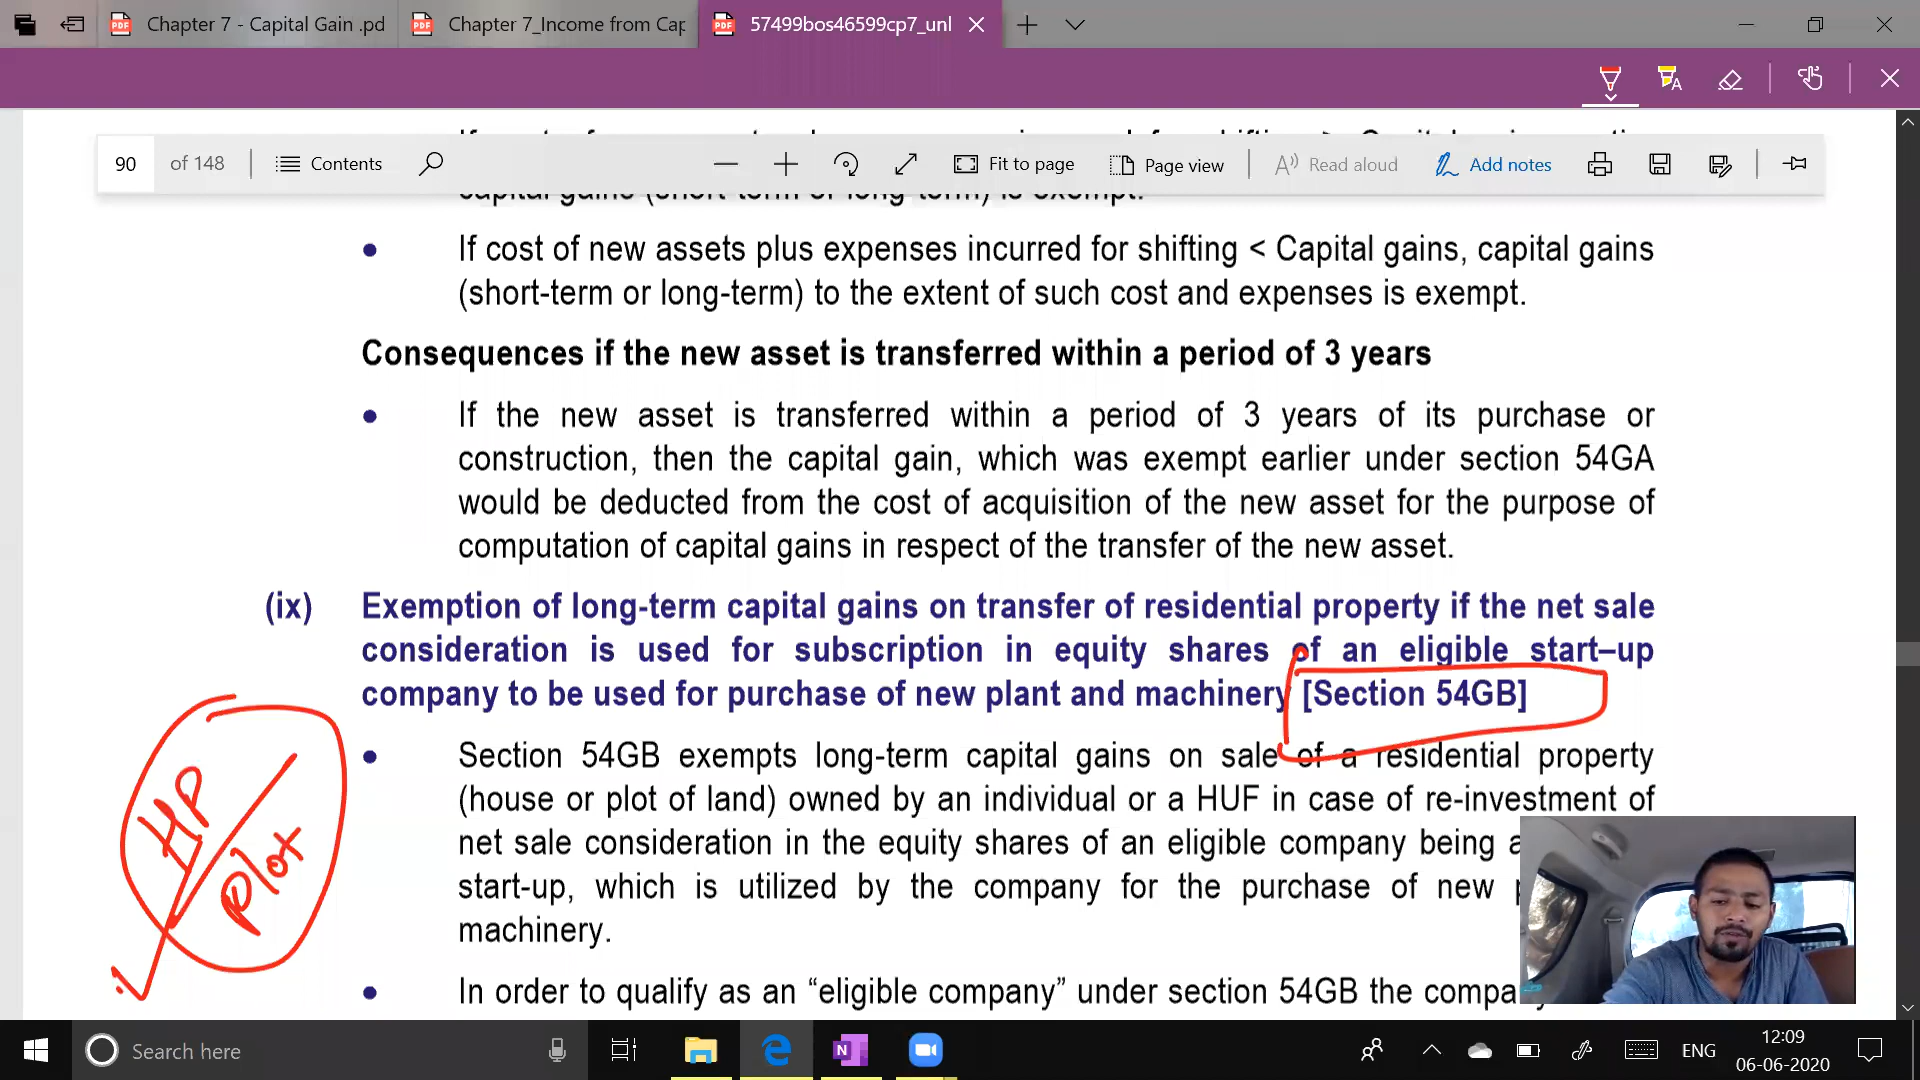 Chapter 7 - Capital Gain .pd
Chapter 7_Income from Cap
57499bos46599cp7_unl
90 of 148
Contents
Fit to page
Page view
Read aloud
Add notes
capital gains (short-term or long-term) is exempt.
• If cost of new assets plus expenses incurred for shifting < Capital gains, capital gains
(short-term or long-term) to the extent of such cost and expenses is exempt.
Consequences if the new asset is transferred within a period of 3 years
• If the new asset is transferred within a period of 3 years of its purchase or
construction, then the capital gain, which was exempt earlier under section 54GA
would be deducted from the cost of acquisition of the new asset for the purpose of
computation of capital gains in respect of the transfer of the new asset.
(ix) Exemption of long-term capital gains on transfer of residential property if the net sale
consideration is used for subscription in equity shares of an eligible start–up
company to be used for purchase of new plant and machinery [Section 54GB]
• Section 54GB exempts long-term capital gains on sale of a residential property
(house or plot of land) owned by an individual or a HUF in case of re-investment of
net sale consideration in the equity shares of an eligible company being a
start-up, which is utilized by the company for the purchase of new
machinery.
• In order to qualify as an “eligible company” under section 54GB the company
HP
plot
Search here
ENG
12:09
06-06-2020